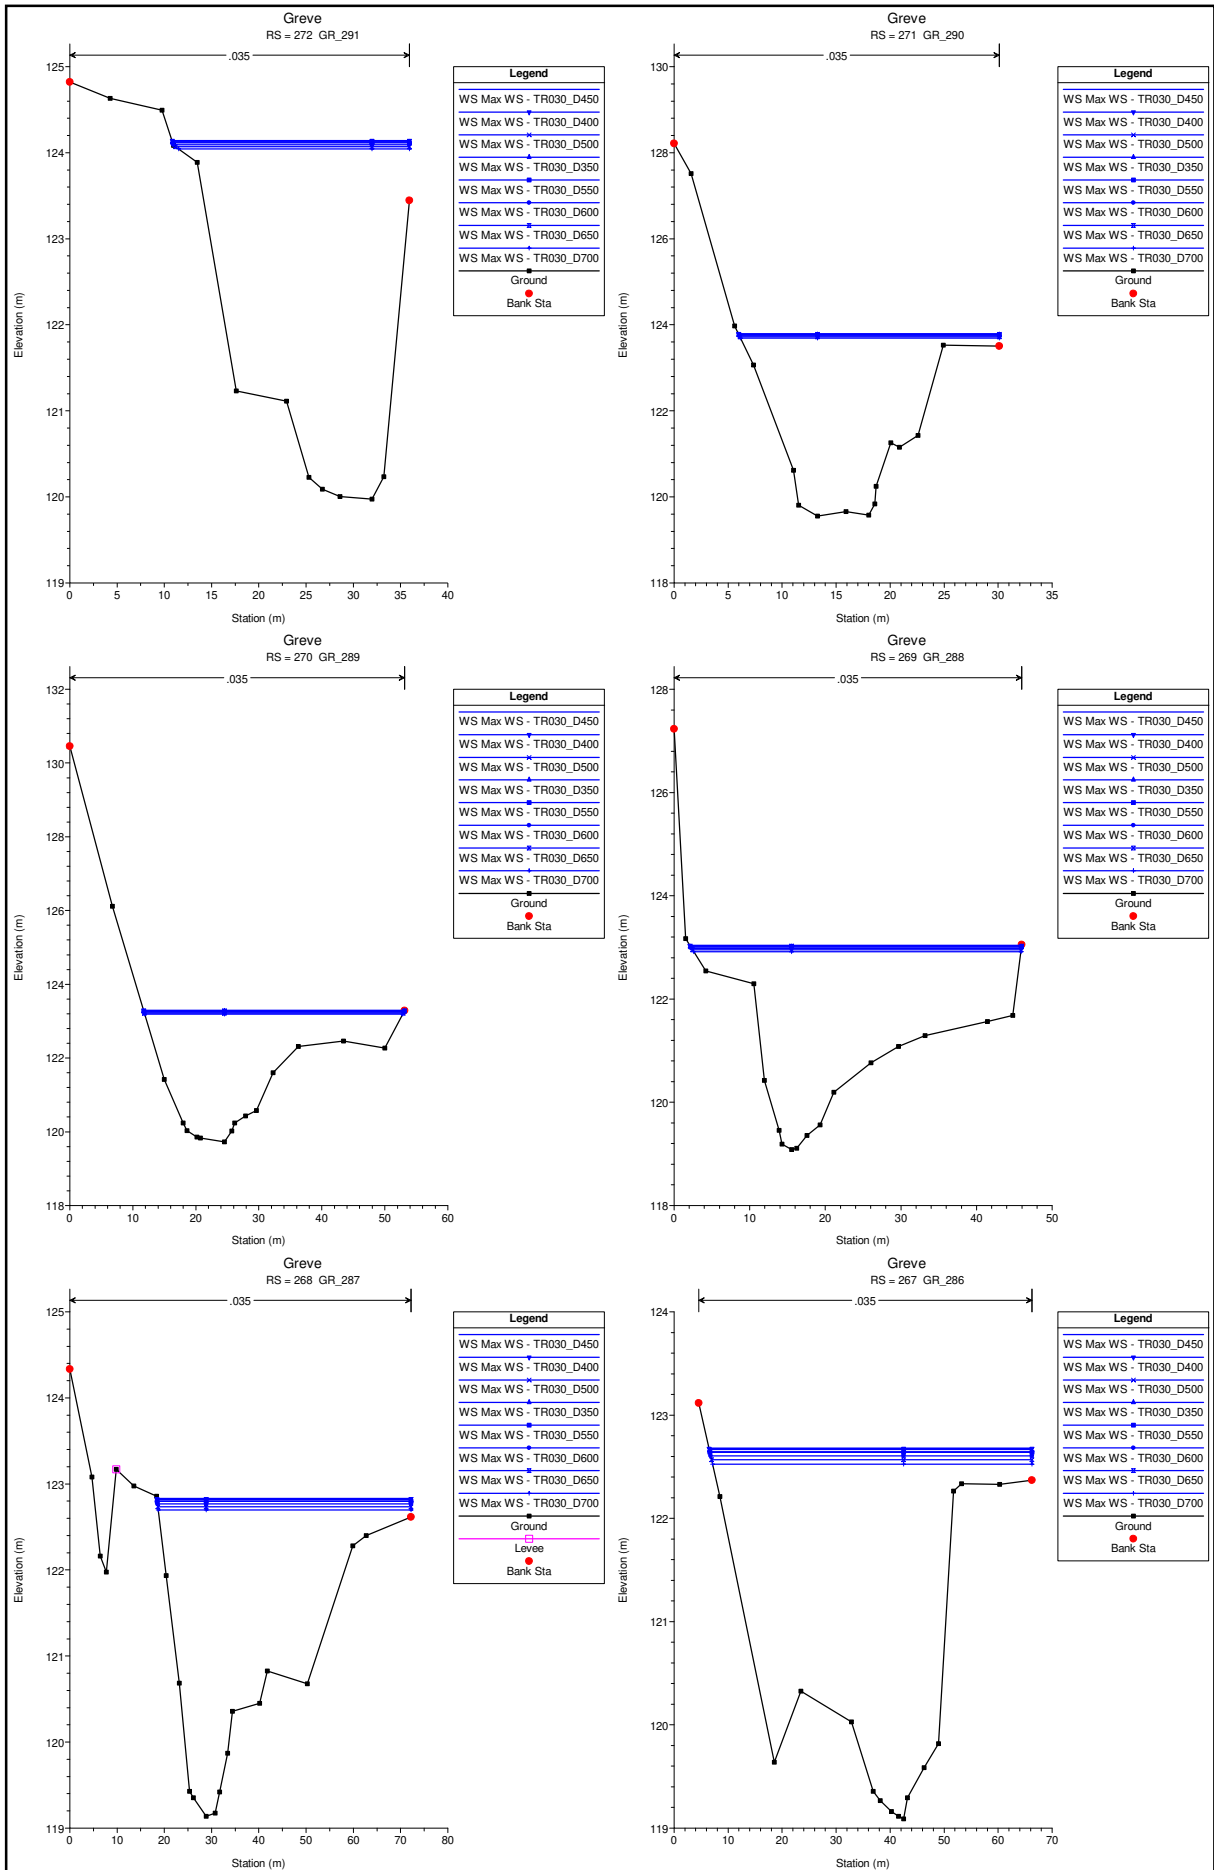 Greve
RS = 272 GR_291
.035
125
124
123
122
121
120
119
0 5 10 15 20 25 30 35 40
Elevation (m)
Station (m)
Legend
WS Max WS - TR030_D450
WS Max WS - TR030_D400
WS Max WS - TR030_D500
WS Max WS - TR030_D350
WS Max WS - TR030_D550
WS Max WS - TR030_D600
WS Max WS - TR030_D650
WS Max WS - TR030_D700
Ground
Bank Sta
Greve
RS = 271 GR_290
.035
130
128
126
124
122
120
118
0 5 10 15 20 25 30 35
Elevation (m)
Station (m)
Legend
WS Max WS - TR030_D450
WS Max WS - TR030_D400
WS Max WS - TR030_D500
WS Max WS - TR030_D350
WS Max WS - TR030_D550
WS Max WS - TR030_D600
WS Max WS - TR030_D650
WS Max WS - TR030_D700
Ground
Bank Sta
Greve
RS = 270 GR_289
.035
132
130
128
126
124
122
120
118
0 10 20 30 40 50 60
Elevation (m)
Station (m)
Legend
WS Max WS - TR030_D450
WS Max WS - TR030_D400
WS Max WS - TR030_D500
WS Max WS - TR030_D350
WS Max WS - TR030_D550
WS Max WS - TR030_D600
WS Max WS - TR030_D650
WS Max WS - TR030_D700
Ground
Bank Sta
Greve
RS = 269 GR_288
.035
128
126
124
122
120
118
0 10 20 30 40 50
Elevation (m)
Station (m)
Legend
WS Max WS - TR030_D450
WS Max WS - TR030_D400
WS Max WS - TR030_D500
WS Max WS - TR030_D350
WS Max WS - TR030_D550
WS Max WS - TR030_D600
WS Max WS - TR030_D650
WS Max WS - TR030_D700
Ground
Bank Sta
Greve
RS = 268 GR_287
.035
125
124
123
122
121
120
119
0 10 20 30 40 50 60 70 80
Elevation (m)
Station (m)
Legend
WS Max WS - TR030_D450
WS Max WS - TR030_D400
WS Max WS - TR030_D500
WS Max WS - TR030_D350
WS Max WS - TR030_D550
WS Max WS - TR030_D600
WS Max WS - TR030_D650
WS Max WS - TR030_D700
Ground
Levee
Bank Sta
Greve
RS = 267 GR_286
.035
124
123
122
121
120
119
0 10 20 30 40 50 60 70
Elevation (m)
Station (m)
Legend
WS Max WS - TR030_D450
WS Max WS - TR030_D400
WS Max WS - TR030_D500
WS Max WS - TR030_D350
WS Max WS - TR030_D550
WS Max WS - TR030_D600
WS Max WS - TR030_D650
WS Max WS - TR030_D700
Ground
Bank Sta